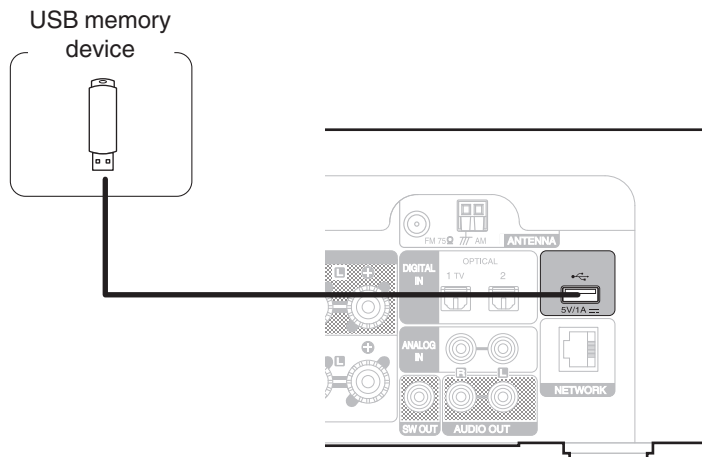 USB memory
device
FM 75Ω AM ANTENNA
DIGITAL
IN
OPTICAL
1 TV 2
5V/1A
L +
ANALOG
IN
+
L
R L
NETWORK
SW OUT AUDIO OUT